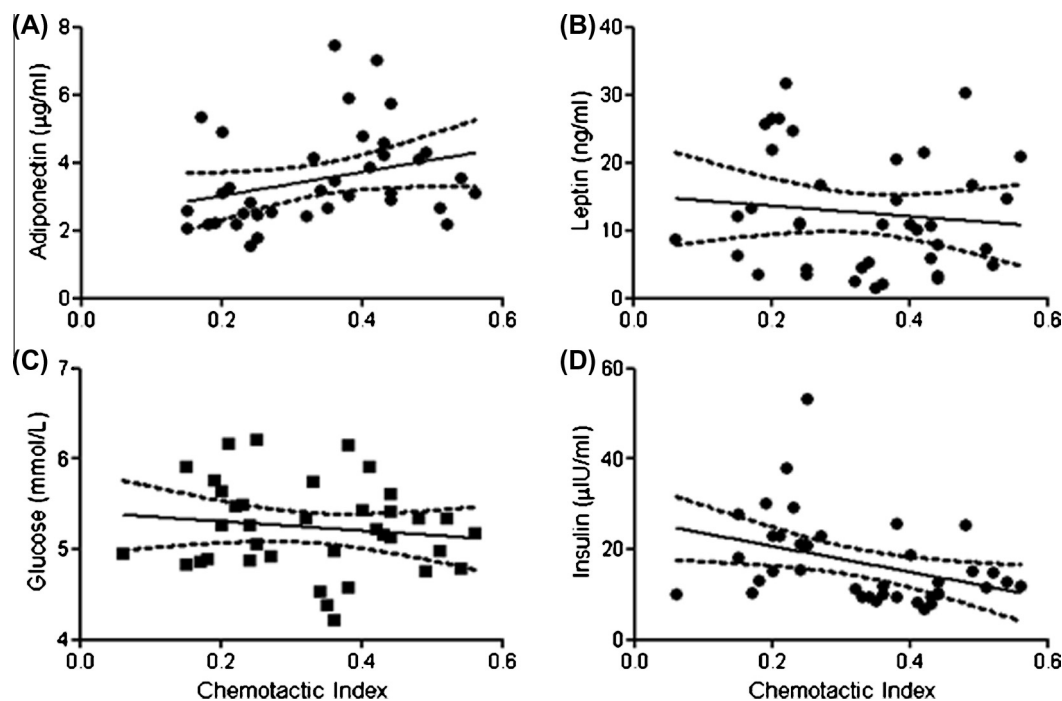 (A)
8
6
4
2
0
Adiponectin (µg/ml)
0.0 0.2 0.4 0.6
(B)
40
30
20
10
0
Leptin (ng/ml)
0.0 0.2 0.4 0.6
(C)
7
6
5
4
Glucose (mmol/L)
0.0 0.2 0.4 0.6
Chemotactic Index
(D)
60
40
20
0
Insulin (µIU/ml)
0.0 0.2 0.4 0.6
Chemotactic Index